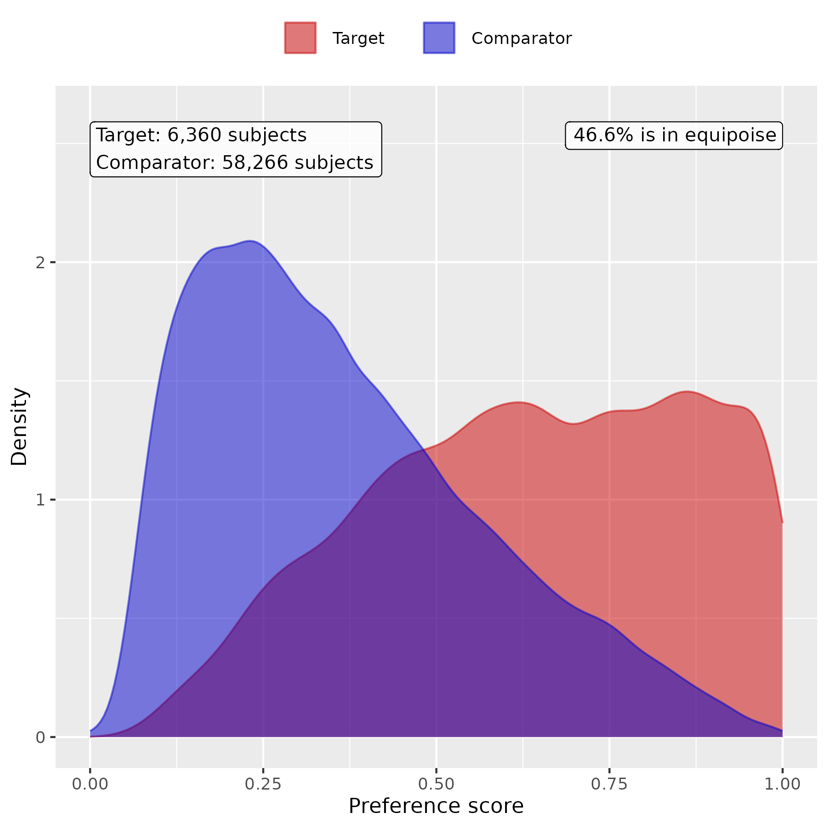 Target
Comparator
Target: 6,360 subjects
Comparator: 58,266 subjects
46.6% is in equipoise
Density
2
1
0
0.00
0.25
0.50
0.75
1.00
Preference score